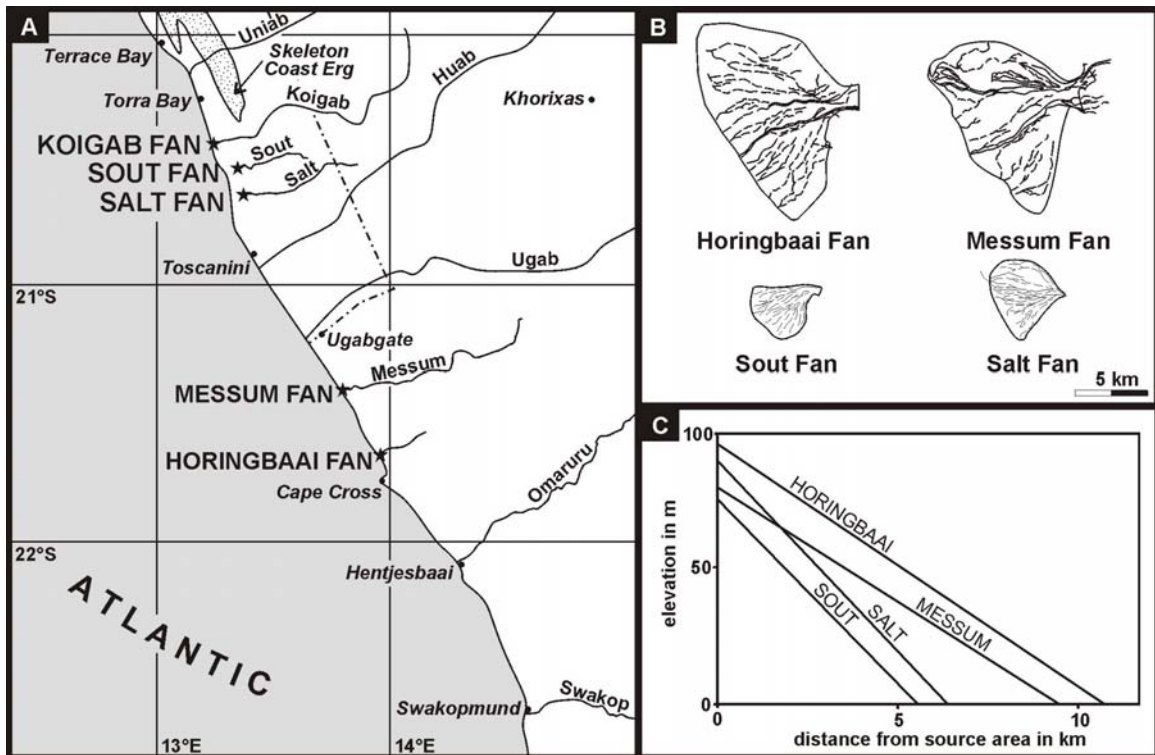 A
Terrace Bay
Uniab
Skeleton
Coast Erg
Huab
Torra Bay
Koigab
Khorixas
KOIGAB FAN
Sout
SOUT FAN
Salt
SALT FAN
Toscanini
Ugab
21°S
Ugabgate
Messum
MESSUM FAN
HORINGBAAI FAN
Omaruru
Cape Cross
22°S
Hentjesbaai
ATLANTIC
Swakop
Swakopmund
13°E
14°E
B
Horingbaai Fan
Messum Fan
Sout Fan
Salt Fan
5 km
C
100
50
0
elevation in m
HORINGBAAI
MESSUM
SALT
SOUT
0
5
10
distance from source area in km